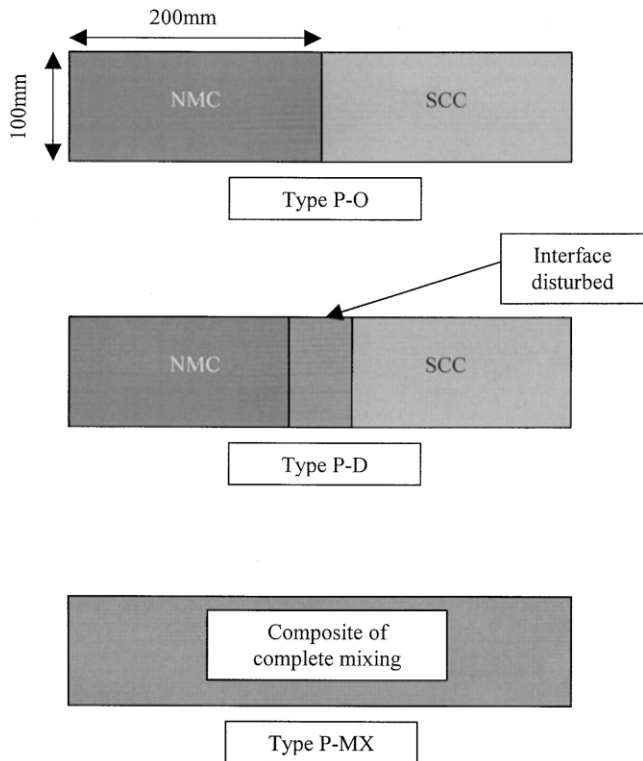 200mm
100mm
NMC
SCC
Type P-O
Interface
disturbed
NMC
SCC
Type P-D
Composite of
complete mixing
Type P-MX